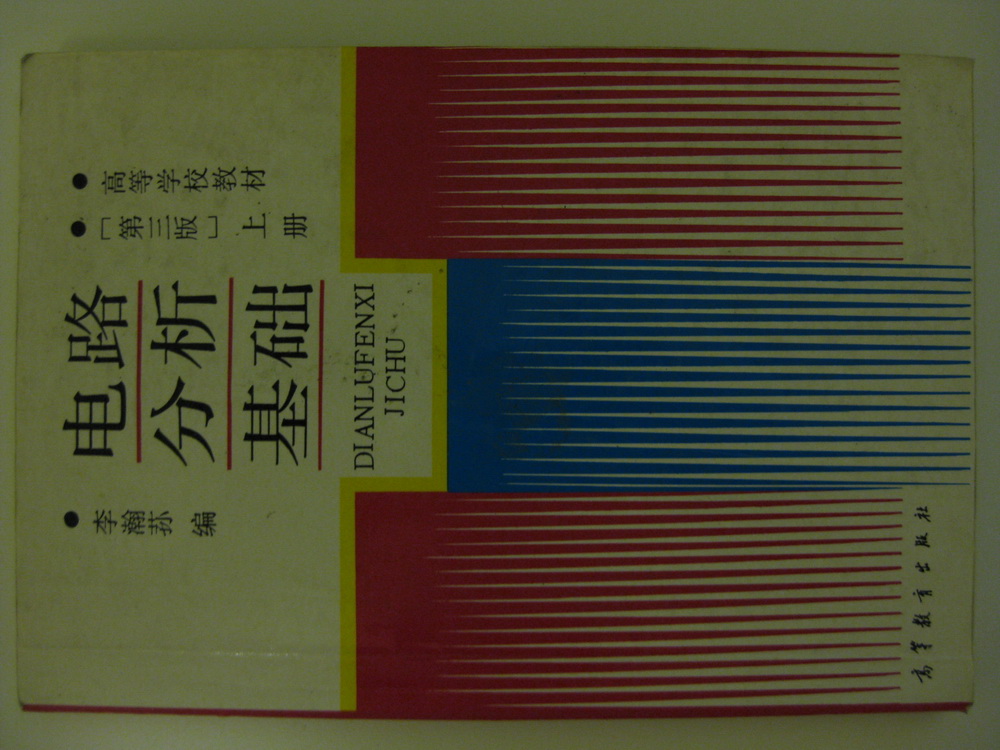 ● 高等学校教材
● [第三版] 上册
电路
分析
基础
DIANLUFENXI
JICHU
● 李瀚荪 编
高等教育出版社